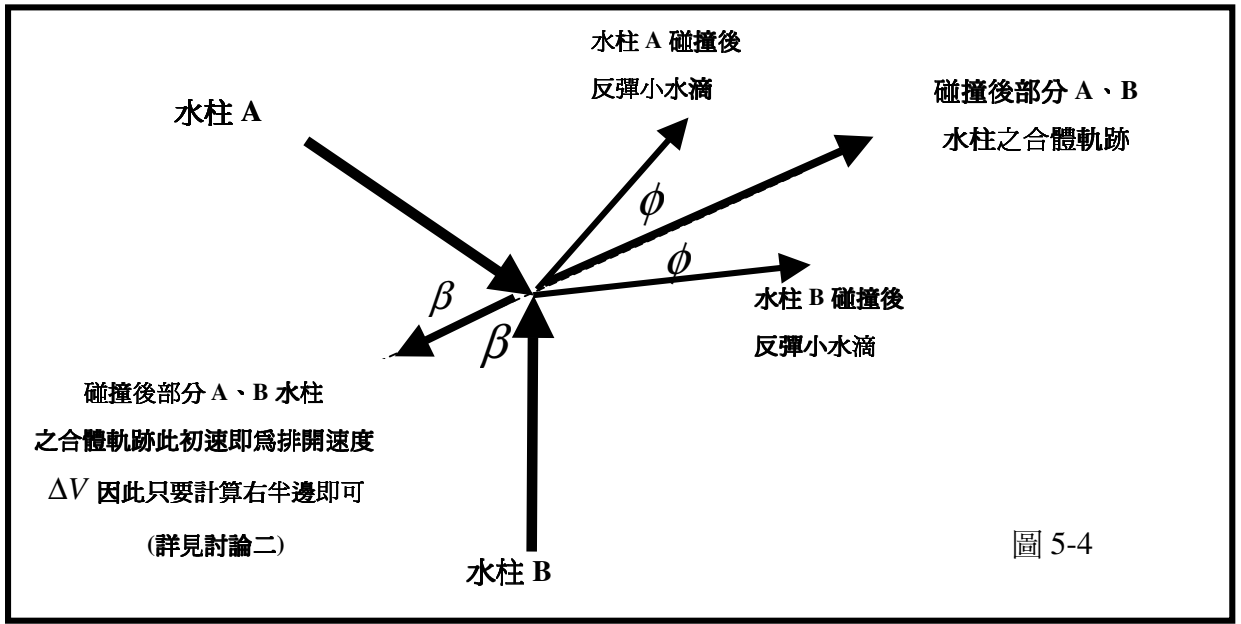 水柱 A 碰撞後
反彈小水滴
水柱 A
碰撞後部分 A、B
水柱之合體軌跡
ϕ
ϕ
β
β
水柱 B 碰撞後
反彈小水滴
碰撞後部分 A、B 水柱
之合體軌跡此初速即為排開速度
ΔV 因此只要計算右半邊即可
(詳見討論二)
水柱 B
圖 5-4